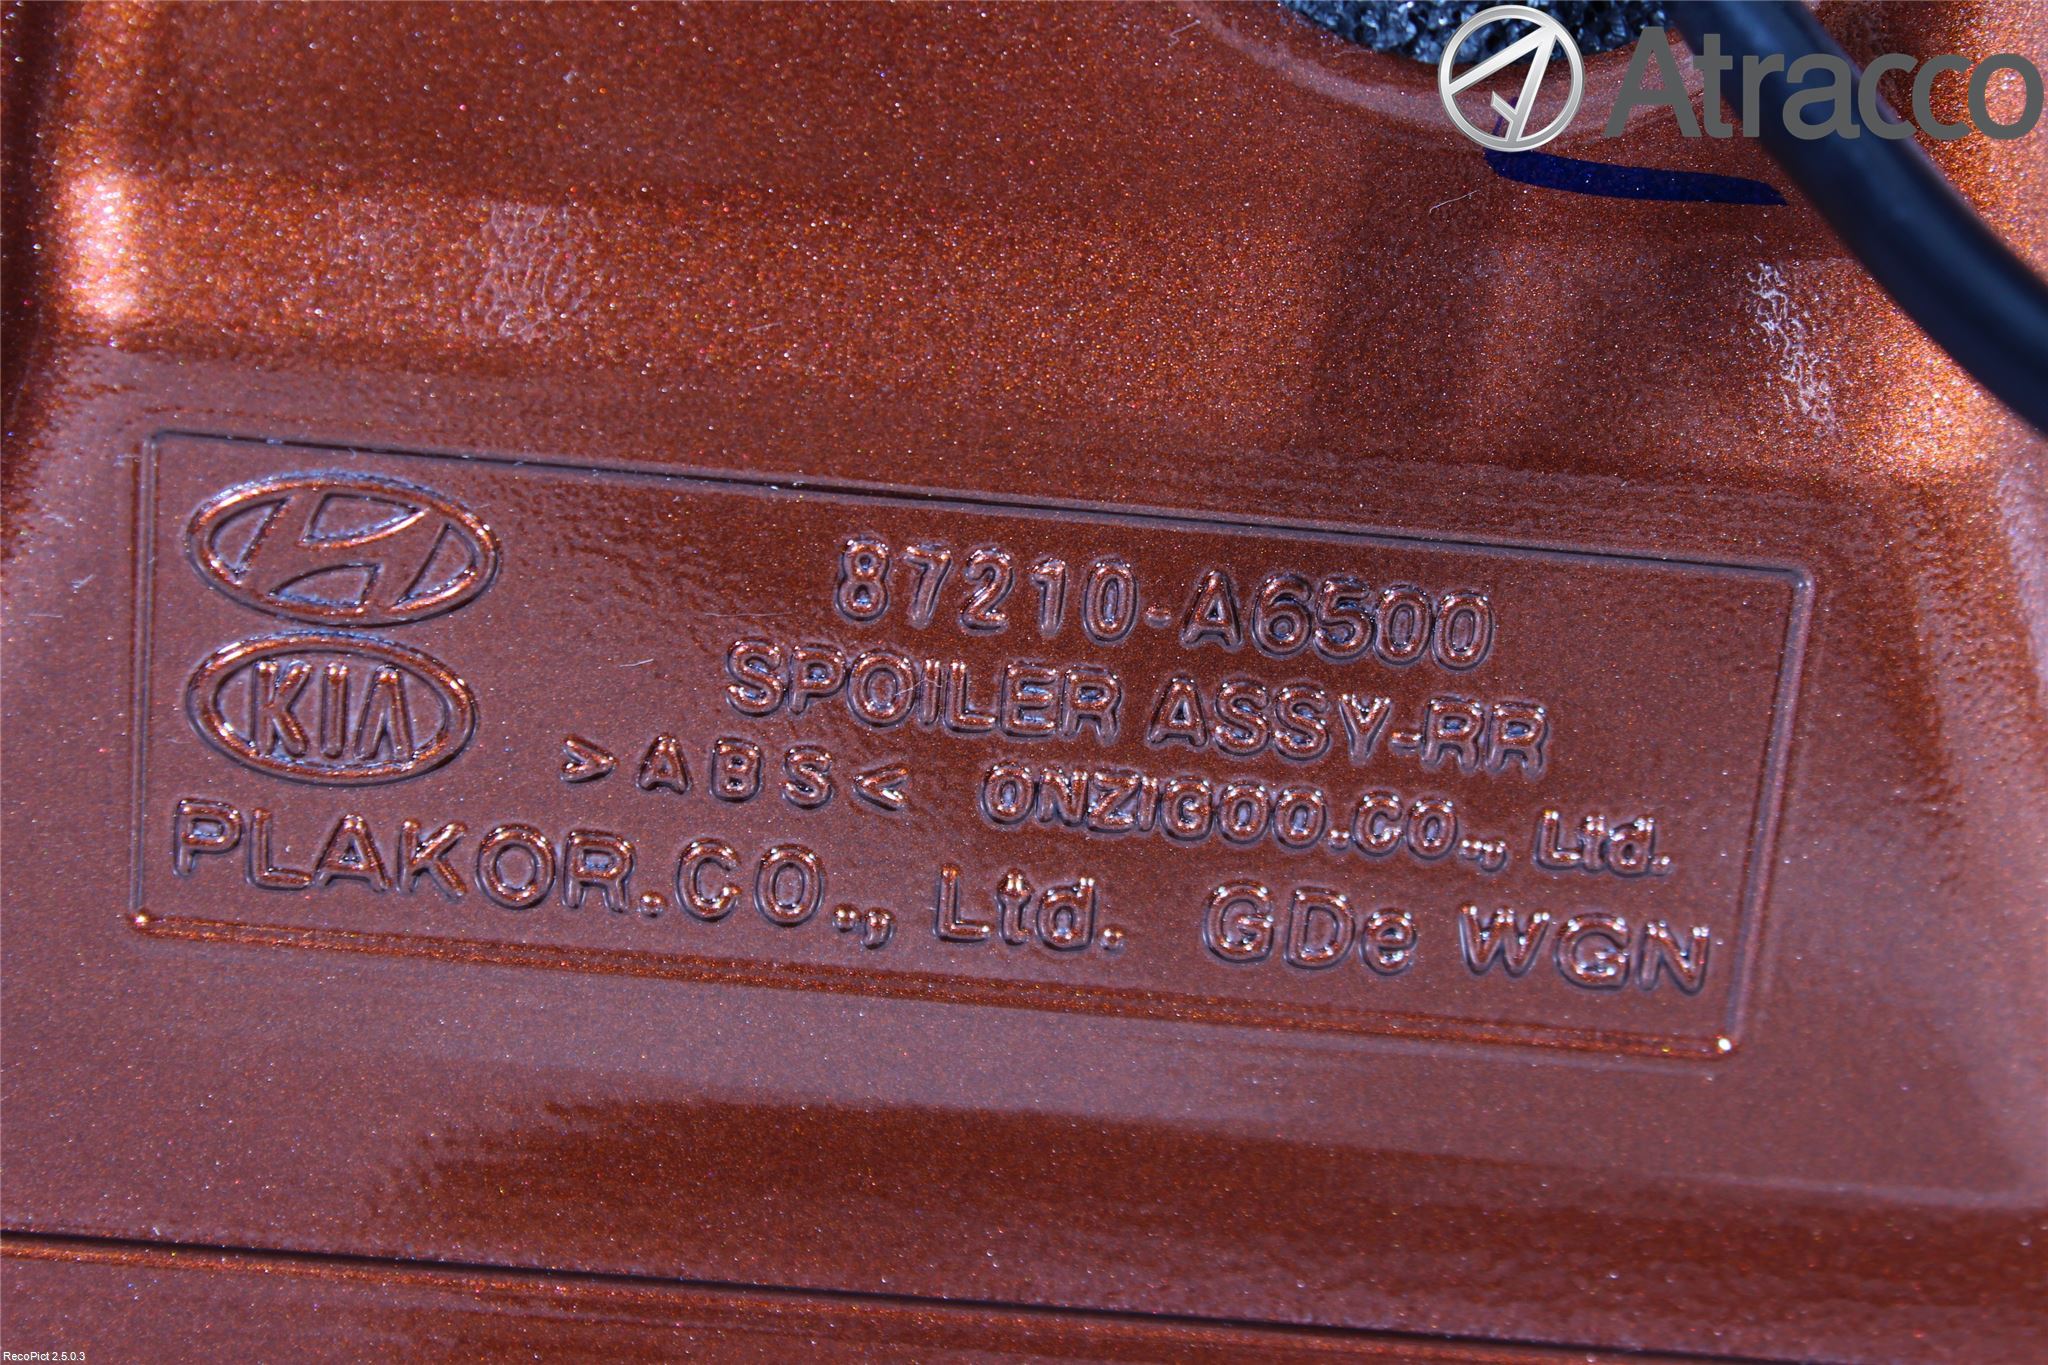 Atracco
87210-A6500
SPOILER ASSY-RR
KIA
>ABS< ONZIGOO.CO., Ltd.
PLAKOR.CO., Ltd. GDe WGN
RecoPict 2.5.0.3